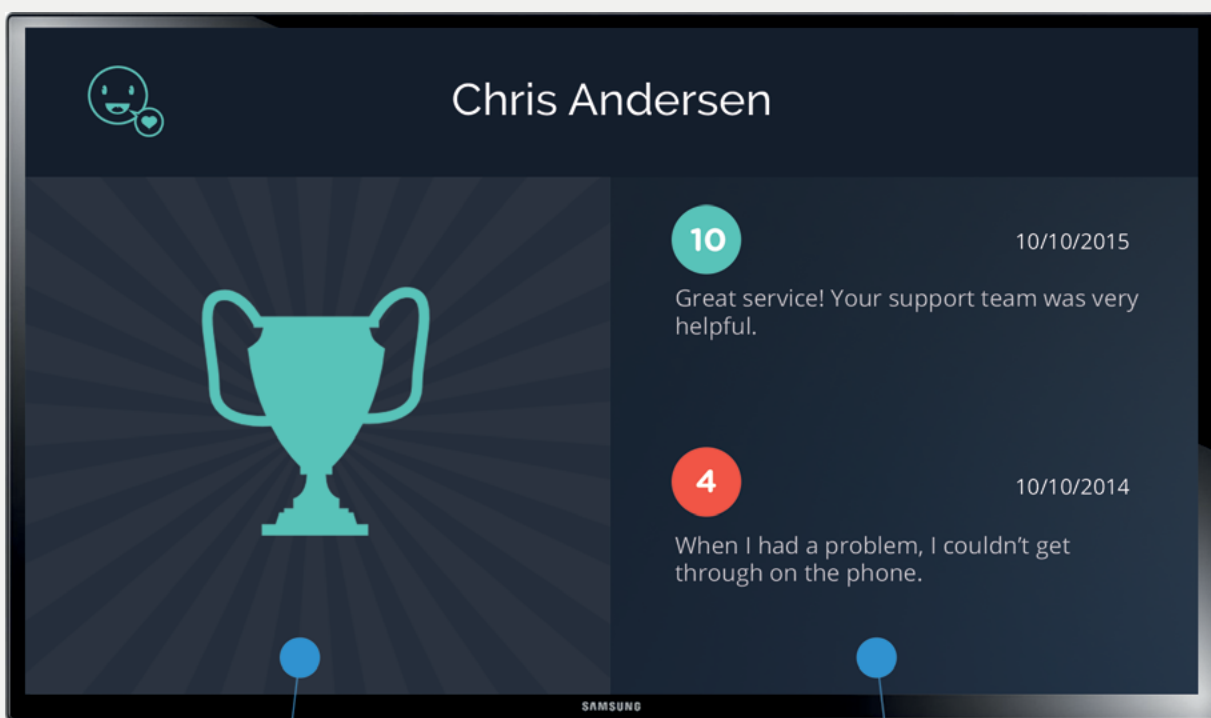 Chris Andersen
10
10/10/2015
Great service! Your support team was very
helpful.
4
10/10/2014
When I had a problem, I couldn’t get
through on the phone.
SAMSUNG